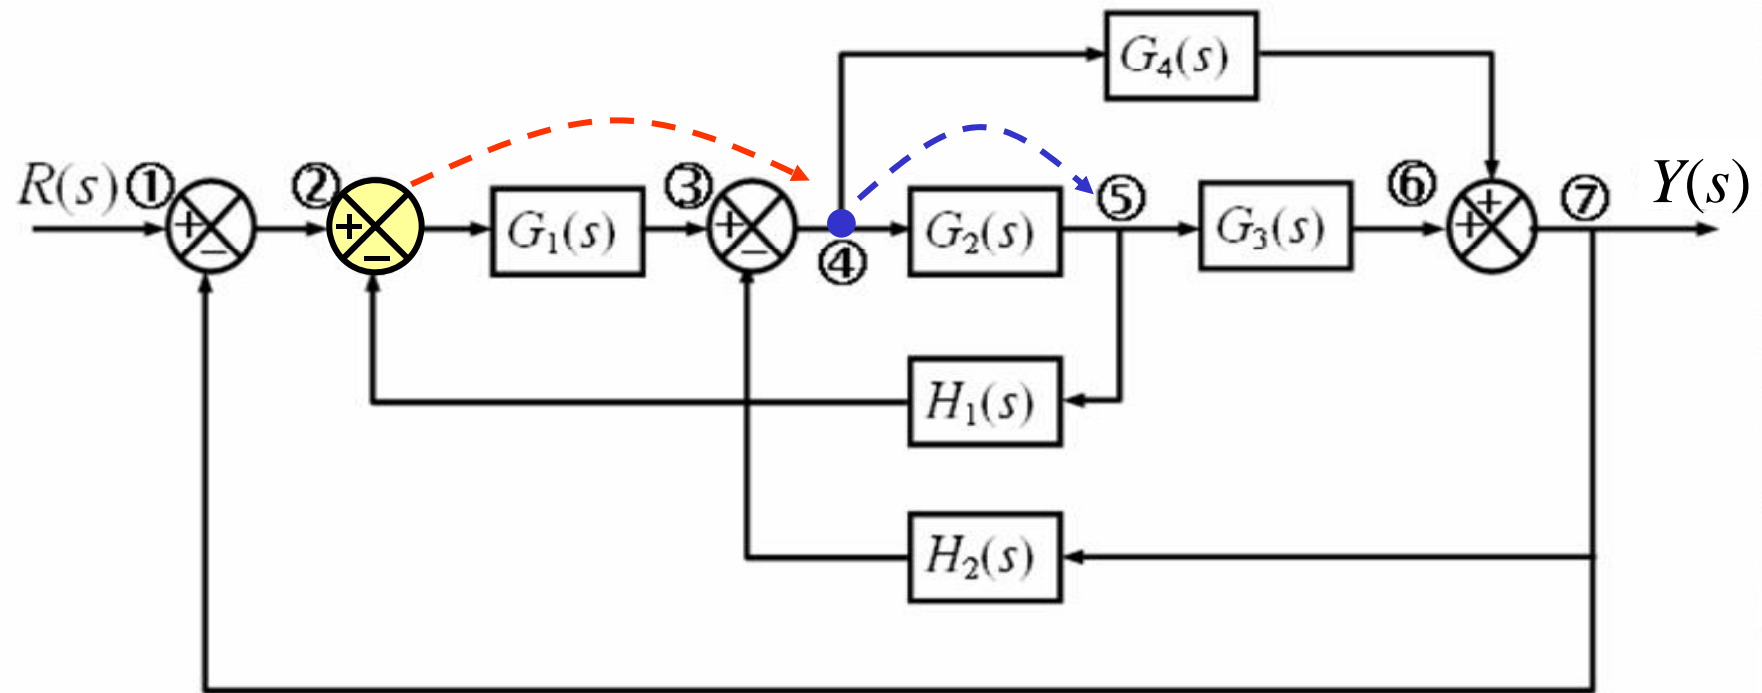 G₄(s)
R(s) ① + − ② + − G₁(s) ③ + − ④ G₂(s) ⑤ G₃(s) ⑥ + + ⑦ Y(s)
H₁(s)
H₂(s)